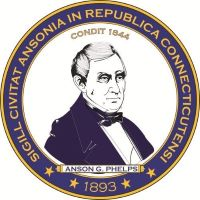 SIGILL CIVITAT ANSONIA IN REPUBLICA CONNECTICUTENSI
CONDIT 1844
ANSON G. PHELPS
1893